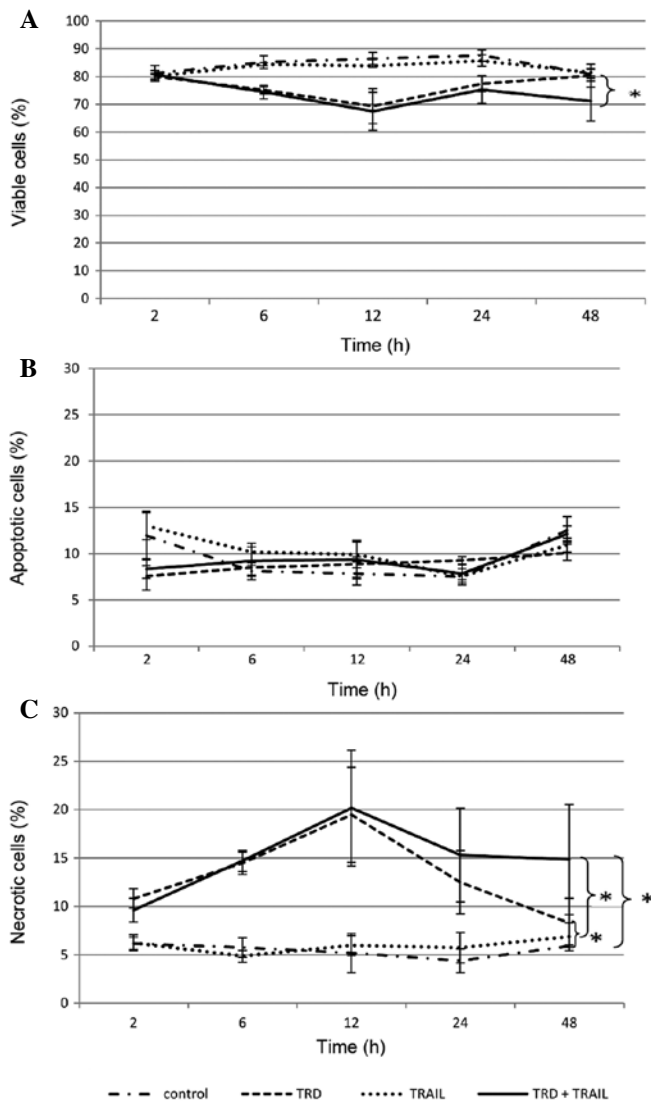 A
100
90
80
70
60
50
40
30
20
10
0
Viable cells (%)
*
2 6 12 24 48
Time (h)
B
30
25
20
15
10
5
0
Apoptotic cells (%)
2 6 12 24 48
Time (h)
C
30
25
20
15
10
5
0
Necrotic cells (%)
* * *
2 6 12 24 48
Time (h)
control TRD TRAIL TRD + TRAIL